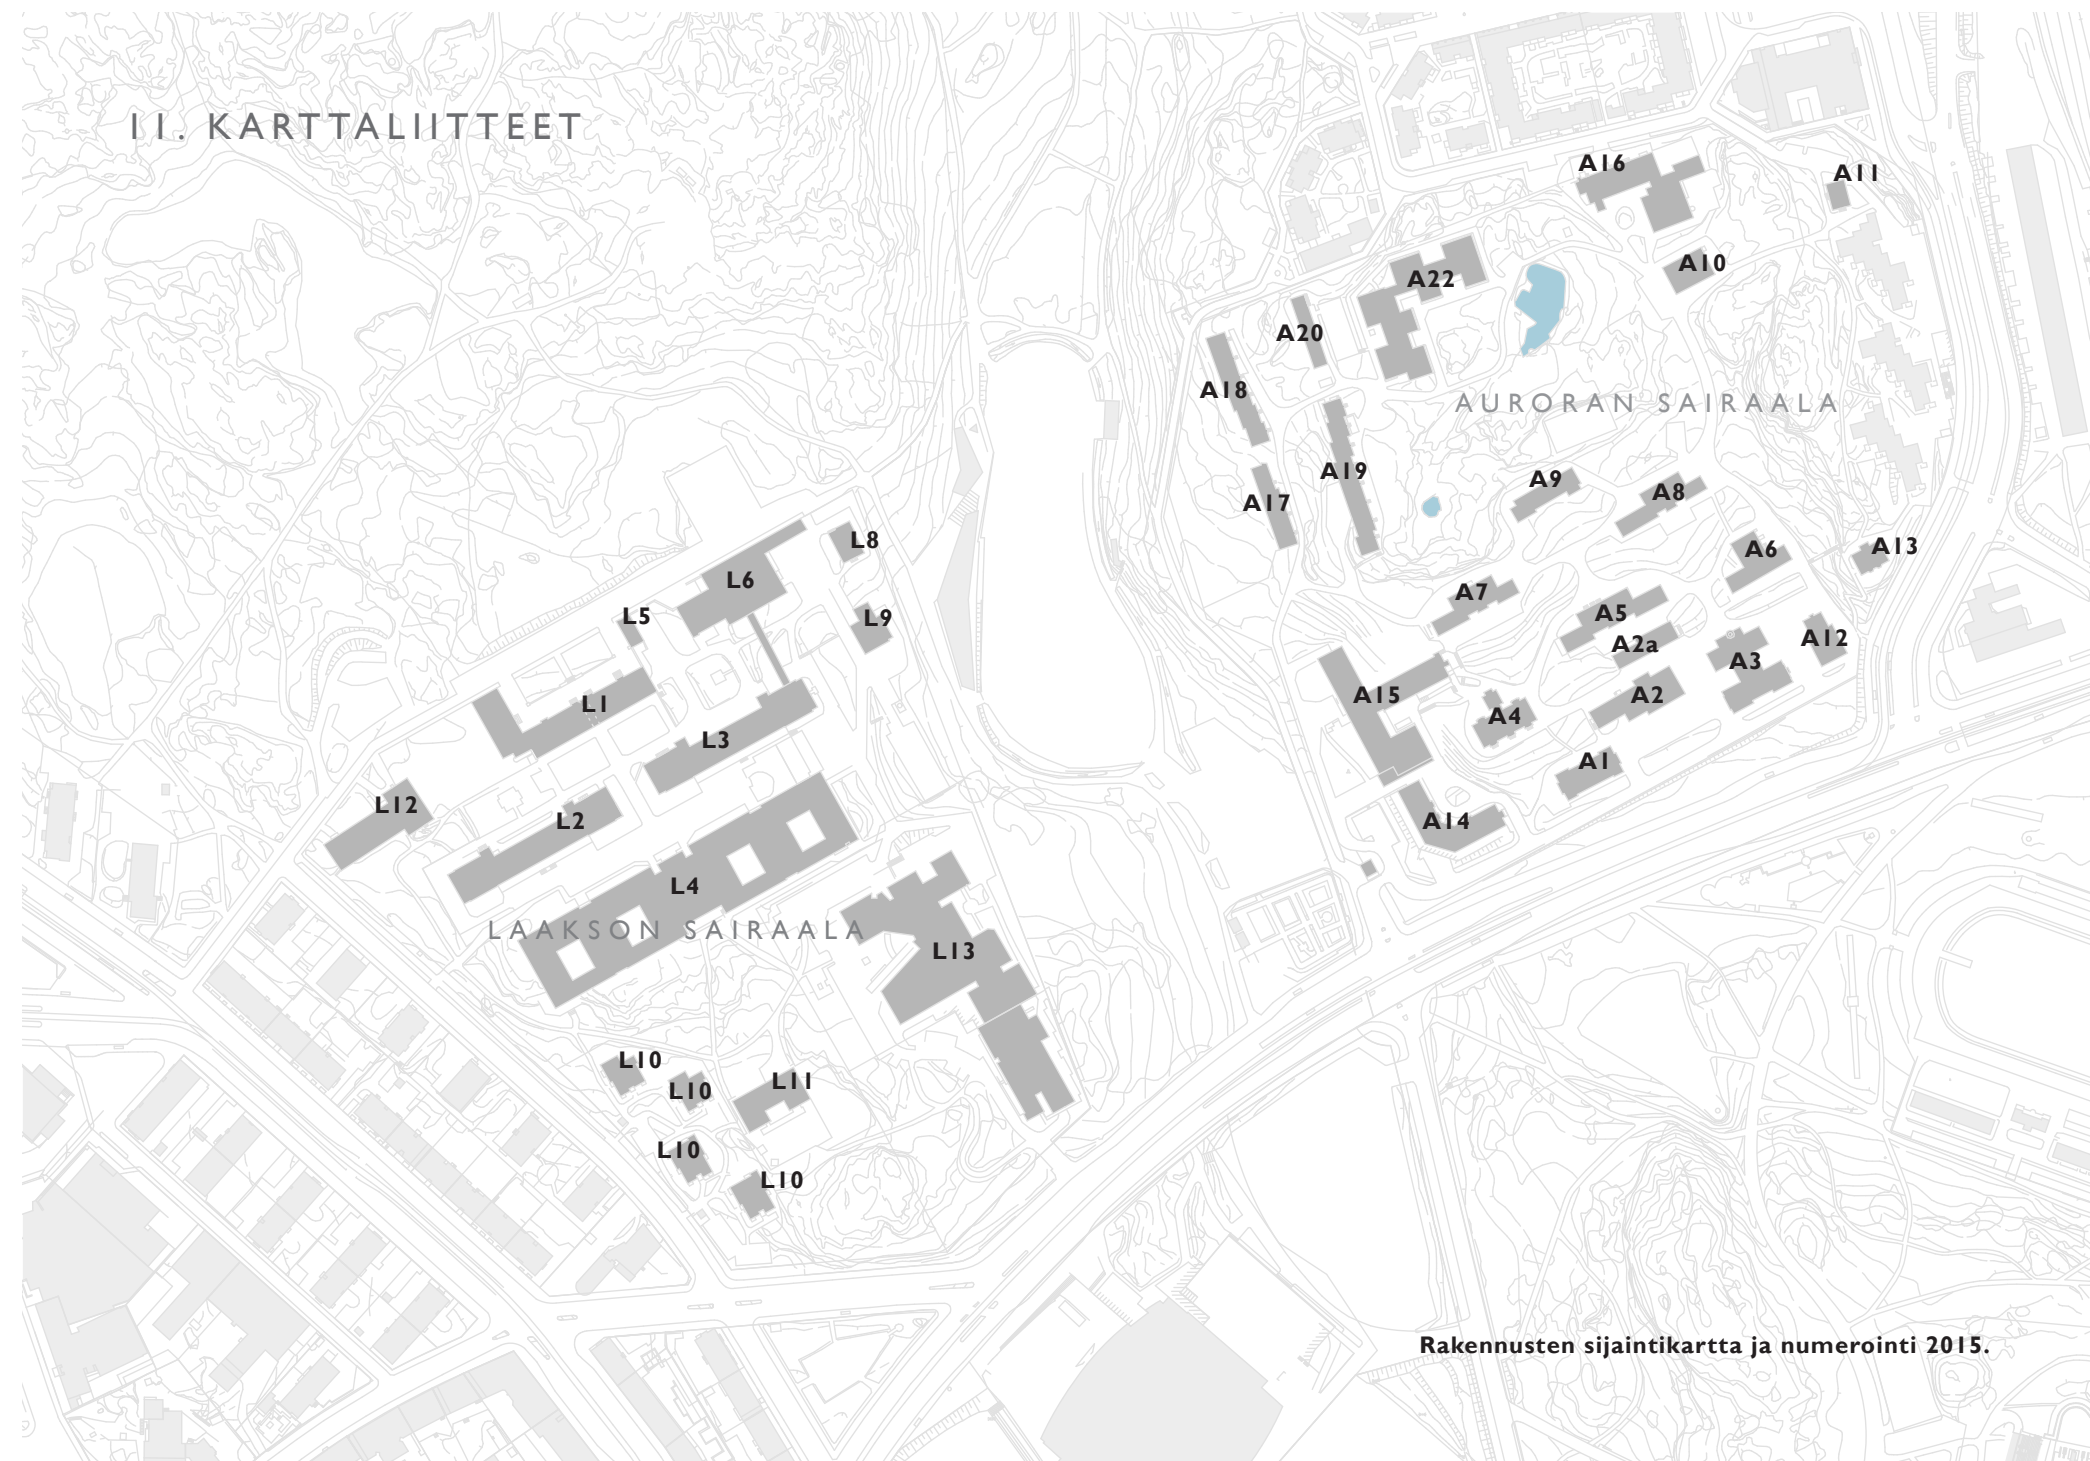 11. KARTTALIITTEET
A16
A11
A10
A22
A20
A18
AURORAN SAIRAALA
A19
A9
A8
A17
L8
A6
A13
L6
A7
A5
L5
L9
A12
A2a
A3
A15
A2
L1
A4
L3
A1
L12
L2
A14
L4
LAAKSON SAIRAALA
L13
L10
L11
L10
L10
L10
Rakennusten sijaintikartta ja numerointi 2015.